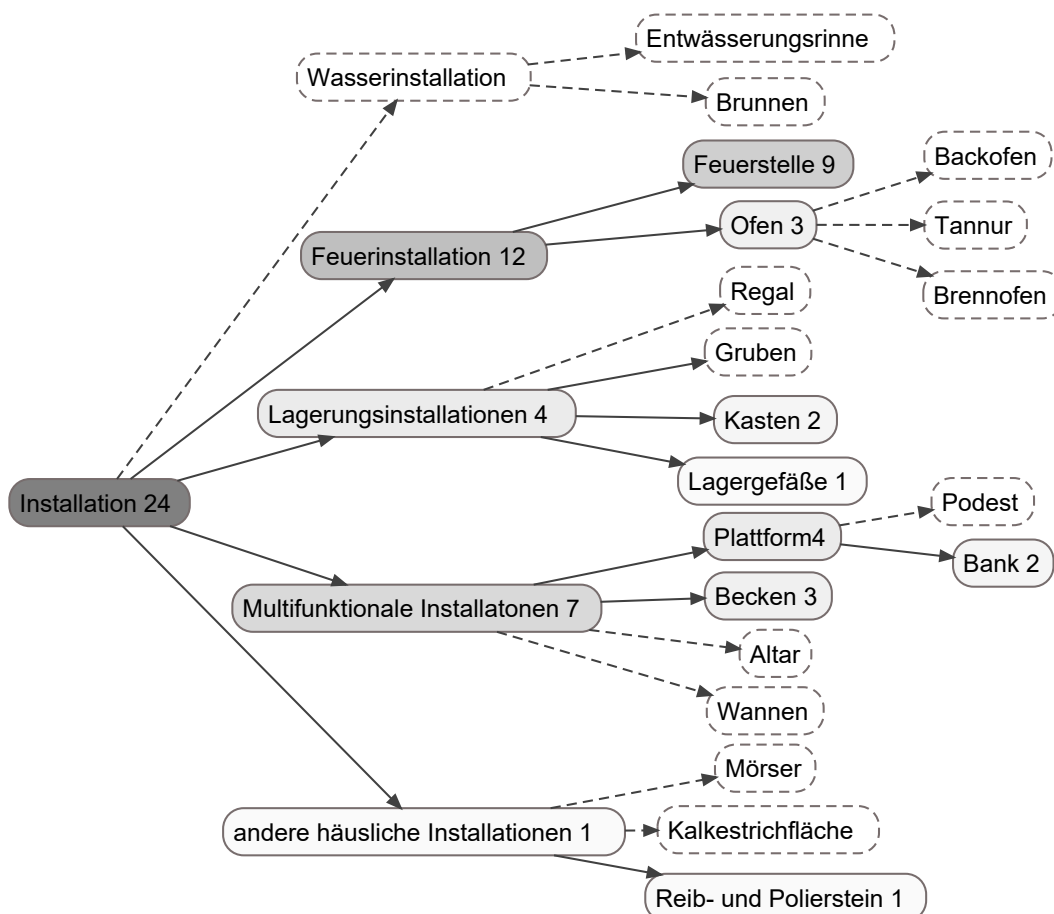 Entwässerungsrinne
Wasserinstallation
Brunnen
Feuerstelle 9
Backofen
Ofen 3
Tannur
Feuerinstallation 12
Brennofen
Regal
Gruben
Lagerungsinstallationen 4
Kasten 2
Lagergefäße 1
Installation 24
Podest
Plattform4
Bank 2
Multifunktionale Installatonen 7
Becken 3
Altar
Wannen
Mörser
andere häusliche Installationen 1
Kalkestrichfläche
Reib- und Polierstein 1